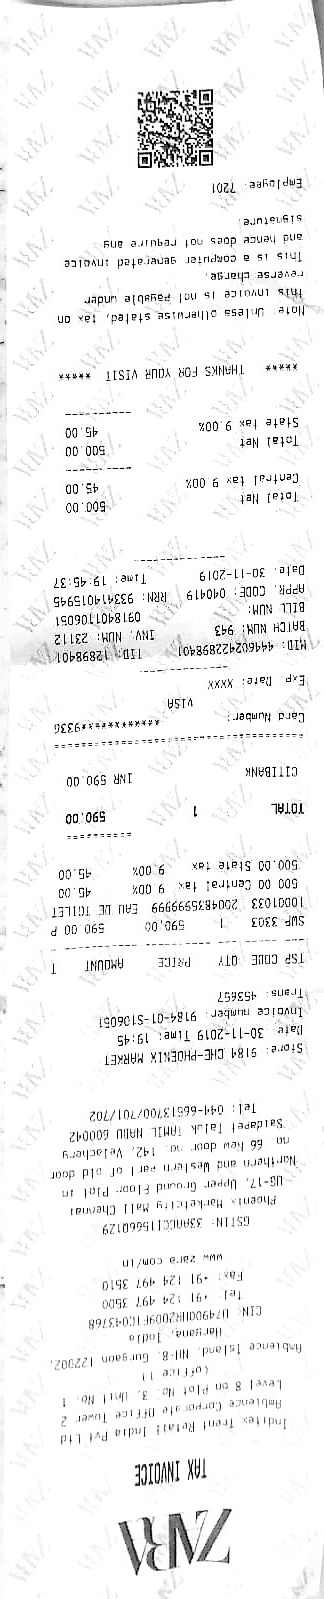 ZARA
TAX INVOICE
Inditex Trent Retail India Pvt Ltd
Ambience Corporate Office Tower 2
Level 8 on Plot No. 3, Unit No. 1
(office 1)
Ambience Island, NH-8, Gurgaon 122002,
Haryana, India
CIN: U74900HR2009FTC043768
Tel: +91 124 497 3500
Fax: +91 124 497 3510
www.zara.com/in
GSTIN: 33AACCI1566D1Z9
Phoenix Marketcity Mall Chennai
UG-17, Upper Ground Floor Plot in
Northern and Western part of old door
no. 66 New door no. 142, Velachery
Saidapet Taluk TAMIL NADU 600042
Tel: 044-66513700/701/702
Store: 9184 CHE-PHOENIX MARKET
Date: 30-11-2019 Time: 19:45
Invoice number: 9184-01-S106051
Trans: 453657
TSP CODE QTY PRICE AMOUNT T
SWP 3303 1 590.00 590.00 P
I0001033 20048359999999 EAU DE TOILET
500.00 Central tax 9.00% 45.00
500.00 State tax 9.00% 45.00
TOTAL 1 590.00
CITIBANK INR 590.00
Card Number: ************9336
VISA
Exp. Date: XXXX
MID: 44460242289B401 TID: 1289B401
BATCH NUM: 943 INV. NUM: 23112
BILL NUM: 0918401106051
APPR. CODE: 040419 RRN: 933414015945
Date: 30-11-2019 Time: 19:45:37
Total Net 500.00
Central tax 9.00% 45.00
Total Net 500.00
State tax 9.00% 45.00
***** THANKS FOR YOUR VISIT *****
Note: Unless otherwise stated, tax on
this invoice is not payable under
reverse charge.
This is a computer generated invoice
and hence does not require any
signature.
Employee: 7201